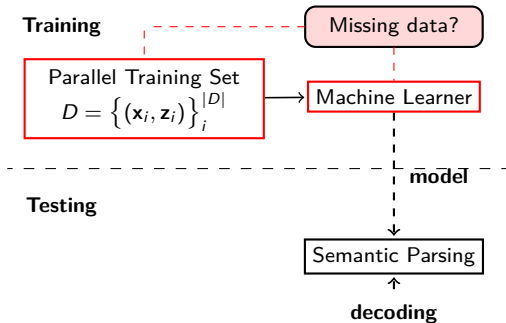 Training
Missing data?
Parallel Training Set
D = {(x_i, z_i)}_i^{|D|}
Machine Learner
model
Testing
Semantic Parsing
decoding